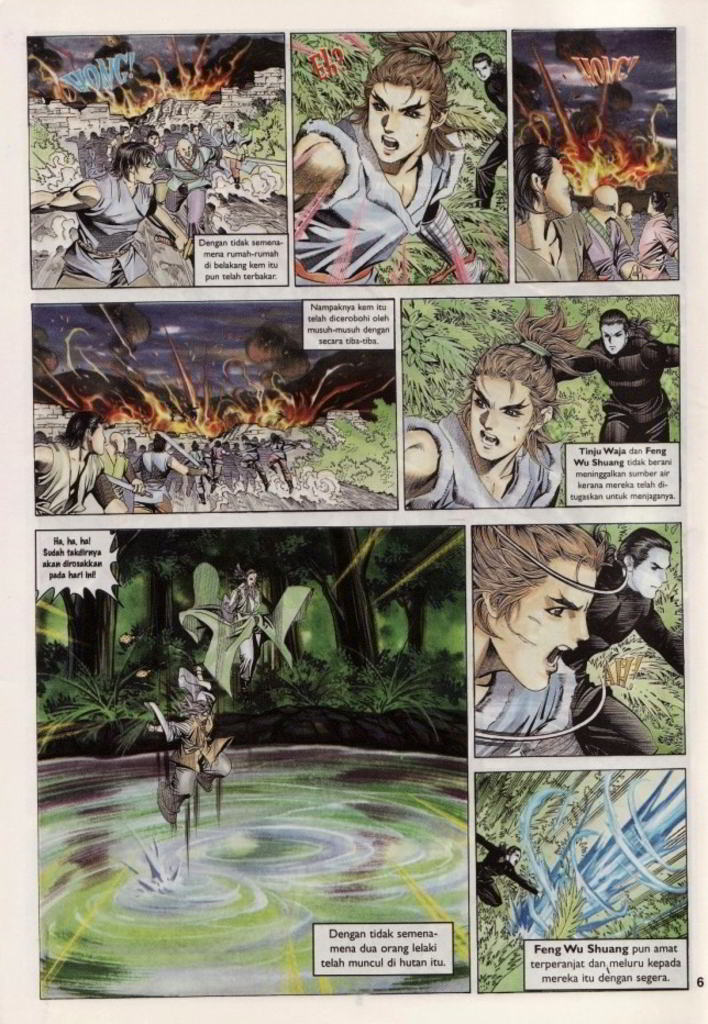 DONG!
Dengan tidak semena-
mena rumah-rumah
di belakang kem itu
pun telah terbakar.
EH?
DONG!
Nampaknya kem itu
telah dicerobohi oleh
musuh-musuh dengan
secara tiba-tiba.
Tinju Waja dan Feng
Wu Shuang tidak berani
meninggalkan sumber air
kerana mereka telah di-
tugaskan untuk menjaganya.
Ha, ha, ha!
Sudah takdirnya
akan dirosakkan
pada hari ini!
Dengan tidak semena-
mena dua orang lelaki
telah muncul di hutan itu.
AH!
Feng Wu Shuang pun amat
terperanjat dan meluru kepada
mereka itu dengan segera.
6